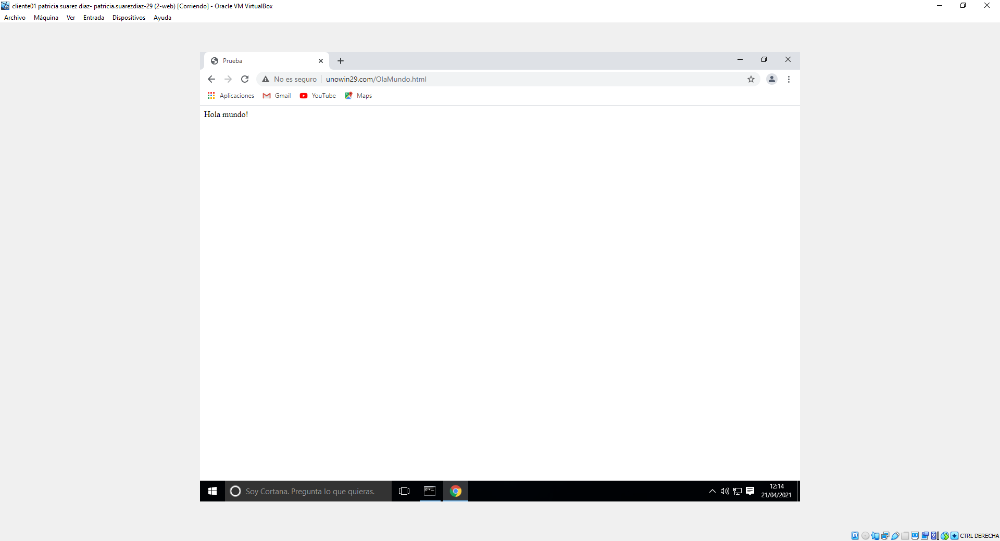 cliente01 patricia suarez diaz- patricia.suarezdiaz-29 (2-web) [Corriendo] - Oracle VM VirtualBox
Archivo Máquina Ver Entrada Dispositivos Ayuda
Prueba
No es seguro unowin29.com/OlaMundo.html
Aplicaciones Gmail YouTube Maps
Hola mundo!
Soy Cortana. Pregunta lo que quieras.
12:14
21/04/2021
CTRL DERECHA